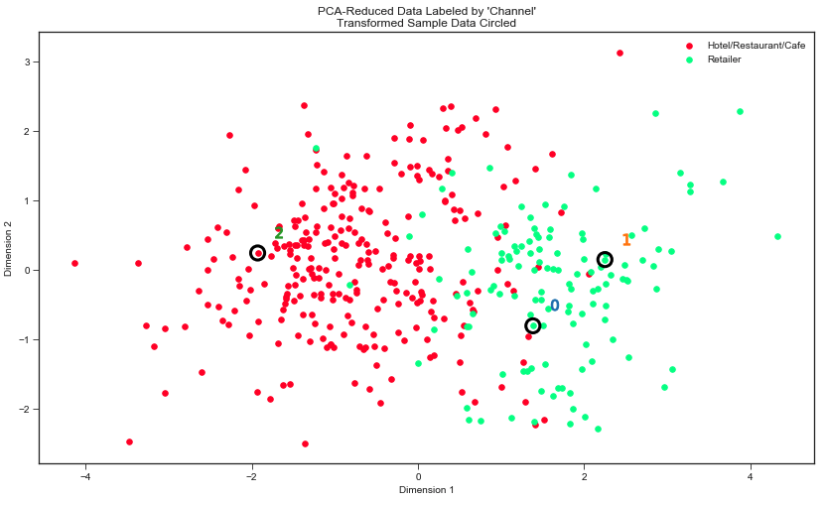 PCA-Reduced Data Labeled by 'Channel'
Transformed Sample Data Circled
Hotel/Restaurant/Cafe
Retailer
3
2
1
0
−1
−2
Dimension 2
2
1
0
−4
−2
0
2
4
Dimension 1